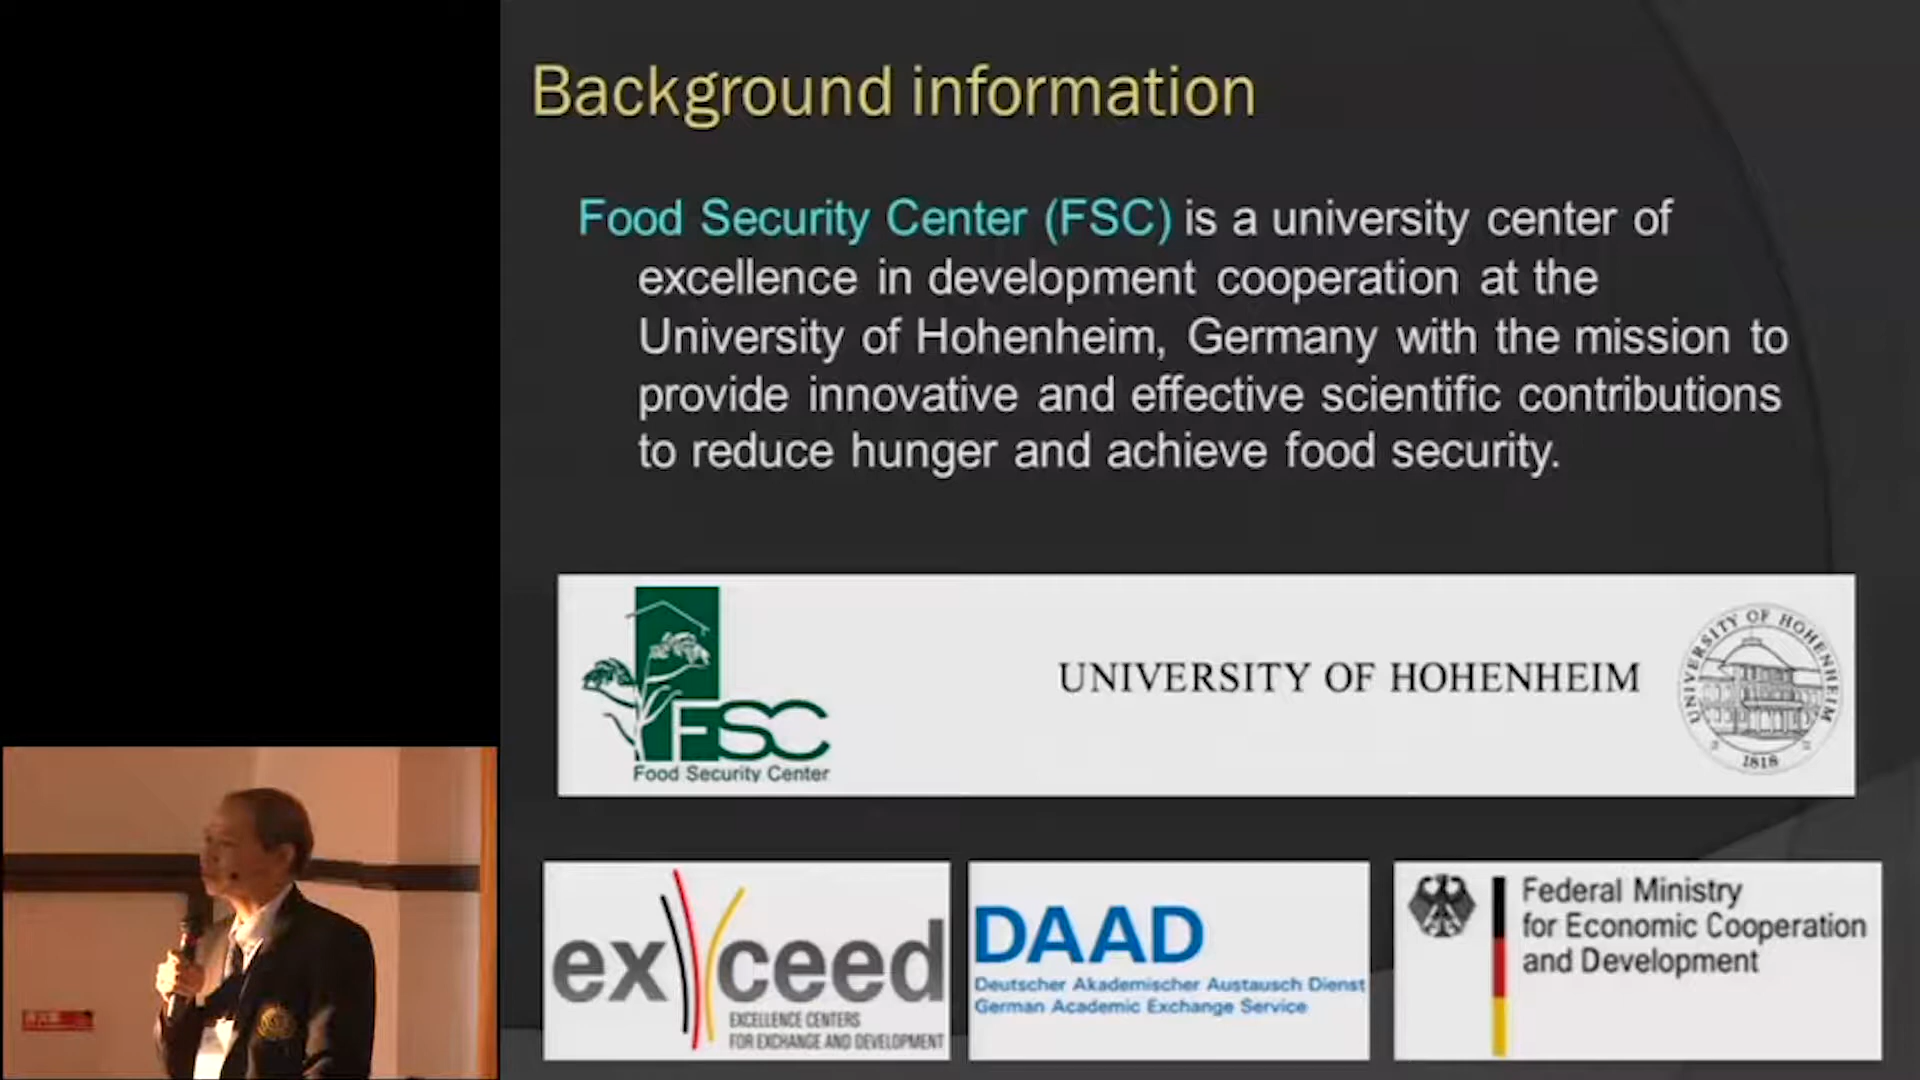 Background information
Food Security Center (FSC) is a university center of
excellence in development cooperation at the
University of Hohenheim, Germany with the mission to
provide innovative and effective scientific contributions
to reduce hunger and achieve food security.
FSC
Food Security Center
UNIVERSITY OF HOHENHEIM
UNIVERSITY OF HOHENHEIM
1818
exceed
EXCELLENCE CENTERS
FOR EXCHANGE AND DEVELOPMENT
DAAD
Deutscher Akademischer Austausch Dienst
German Academic Exchange Service
Federal Ministry
for Economic Cooperation
and Development